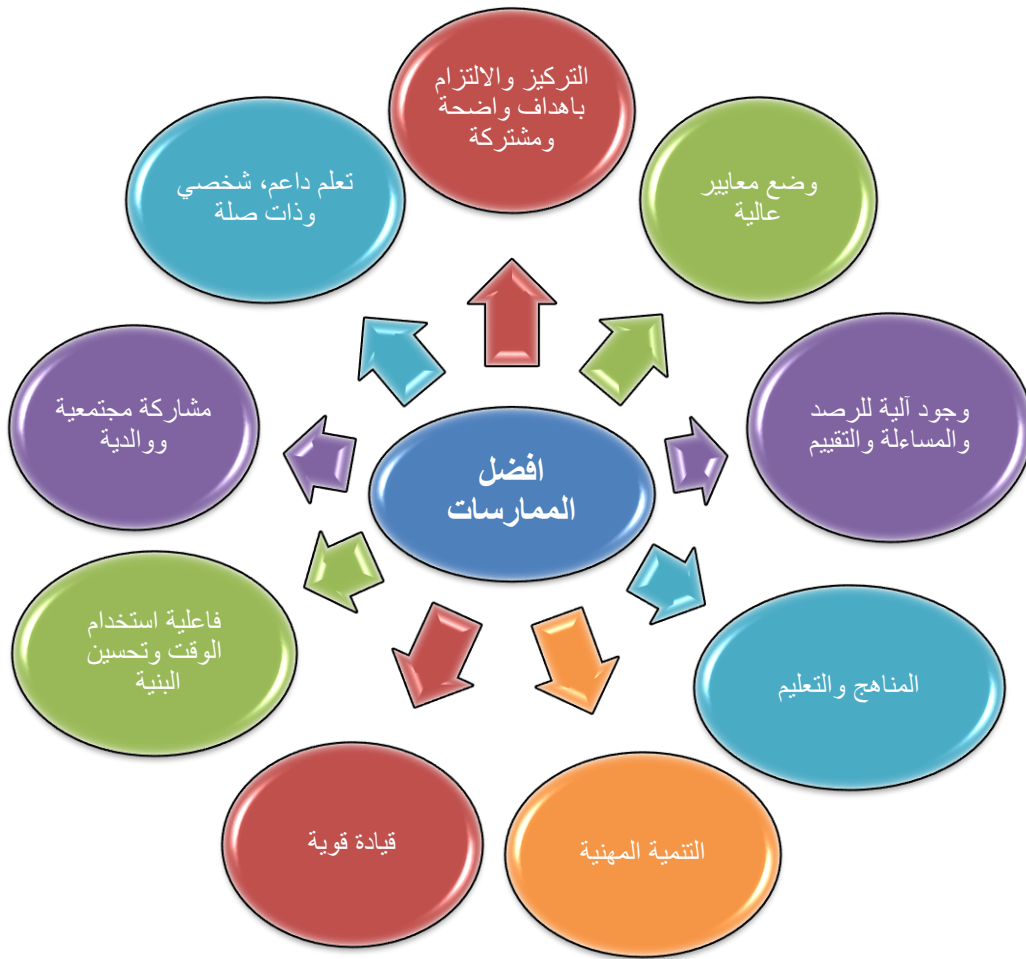 افضل
الممارسات
التركيز والالتزام
باهداف واضحة
ومشتركة
وضع معايير
عالية
وجود آلية للرصد
والمساءلة والتقييم
المناهج والتعليم
التنمية المهنية
قيادة قوية
فاعلية استخدام
الوقت وتحسين
البنية
مشاركة مجتمعية
ووالدية
تعلم داعم، شخصي
وذات صلة